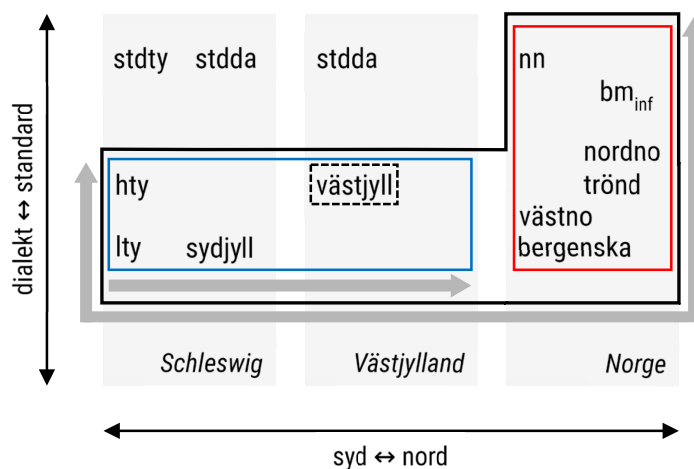 stdty stdda stdda nn
bm_inf
nordno
hty västjyll trönd
västno
lty sydjyll bergenska
dialekt ↔ standard
Schleswig Västjylland Norge
syd ↔ nord